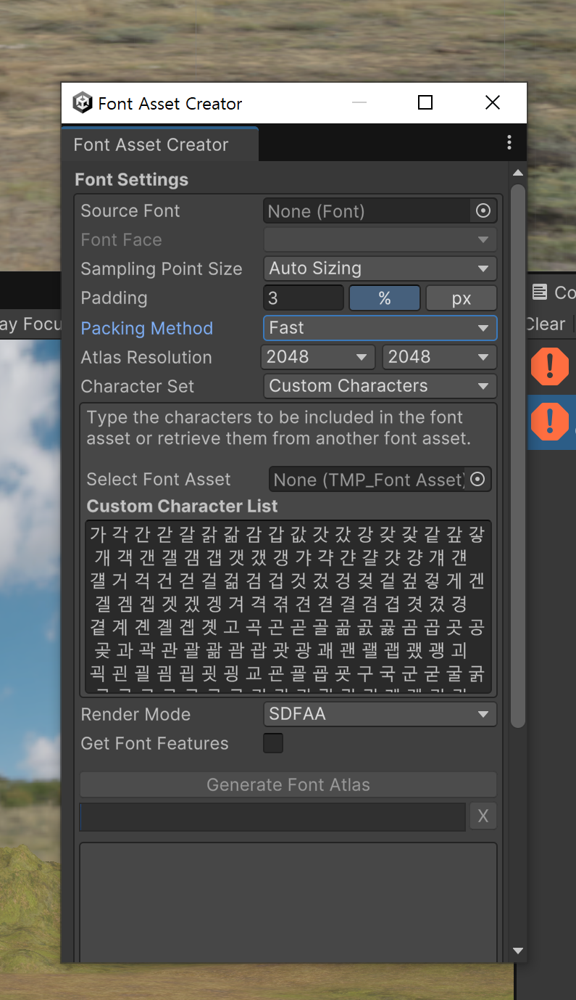 Font Asset Creator
Font Asset Creator
Font Settings
Source Font None (Font)
Font Face
Sampling Point Size Auto Sizing
Padding 3 % px
Packing Method Fast
Atlas Resolution 2048 2048
Character Set Custom Characters
Type the characters to be included in the font
asset or retrieve them from another font asset.
Select Font Asset None (TMP_Font Asset)
Custom Character List
가 각 간 갇 갈 갉 갊 감 갑 값 갓 갔 강 갖 갗 같 갚 갛
개 객 갠 갤 갬 갭 갯 갰 갱 갸 갹 갼 걀 걋 걍 걔 걘
걜 거 걱 건 걷 걸 걺 검 겁 것 겄 겅 겆 겉 겊 겋 게 겐
겔 겜 겝 겟 겠 겡 겨 격 겪 견 겯 결 겸 겹 겻 겼 경
곁 계 곈 곌 곕 곗 고 곡 곤 곧 골 곪 곬 곯 곰 곱 곳 공
곶 과 곽 관 괄 괆 괌 괍 괏 광 괘 괜 괠 괩 괬 괭 괴
괵 괸 괼 굄 굅 굇 굉 교 굔 굘 굡 굣 구 국 군 굳 굴 굵
Render Mode SDFAA
Get Font Features
Generate Font Atlas
X
ay Focu
Co
Clear